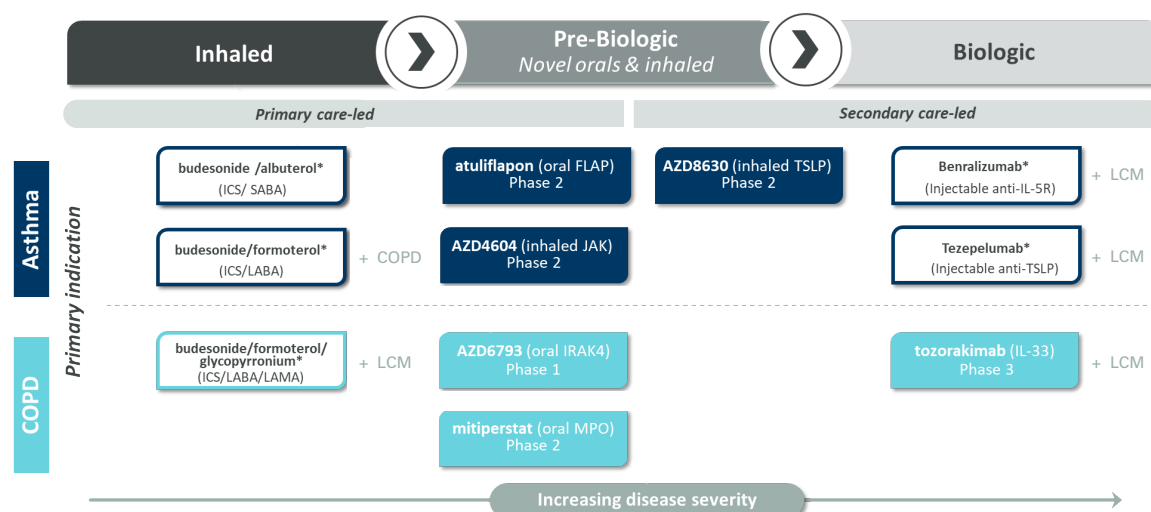 Inhaled
Pre-Biologic
Novel orals & inhaled
Biologic
Primary care-led
Secondary care-led
Asthma
Primary indication
budesonide /albuterol*
(ICS/ SABA)
atuliflapon (oral FLAP)
Phase 2
AZD8630 (inhaled TSLP)
Phase 2
Benralizumab*
(Injectable anti-IL-5R)
+ LCM
budesonide/formoterol*
(ICS/LABA)
+ COPD
AZD4604 (inhaled JAK)
Phase 2
Tezepelumab*
(Injectable anti-TSLP)
+ LCM
COPD
budesonide/formoterol/
glycopyrronium*
(ICS/LABA/LAMA)
+ LCM
AZD6793 (oral IRAK4)
Phase 1
tozorakimab (IL-33)
Phase 3
+ LCM
mitiperstat (oral MPO)
Phase 2
Increasing disease severity